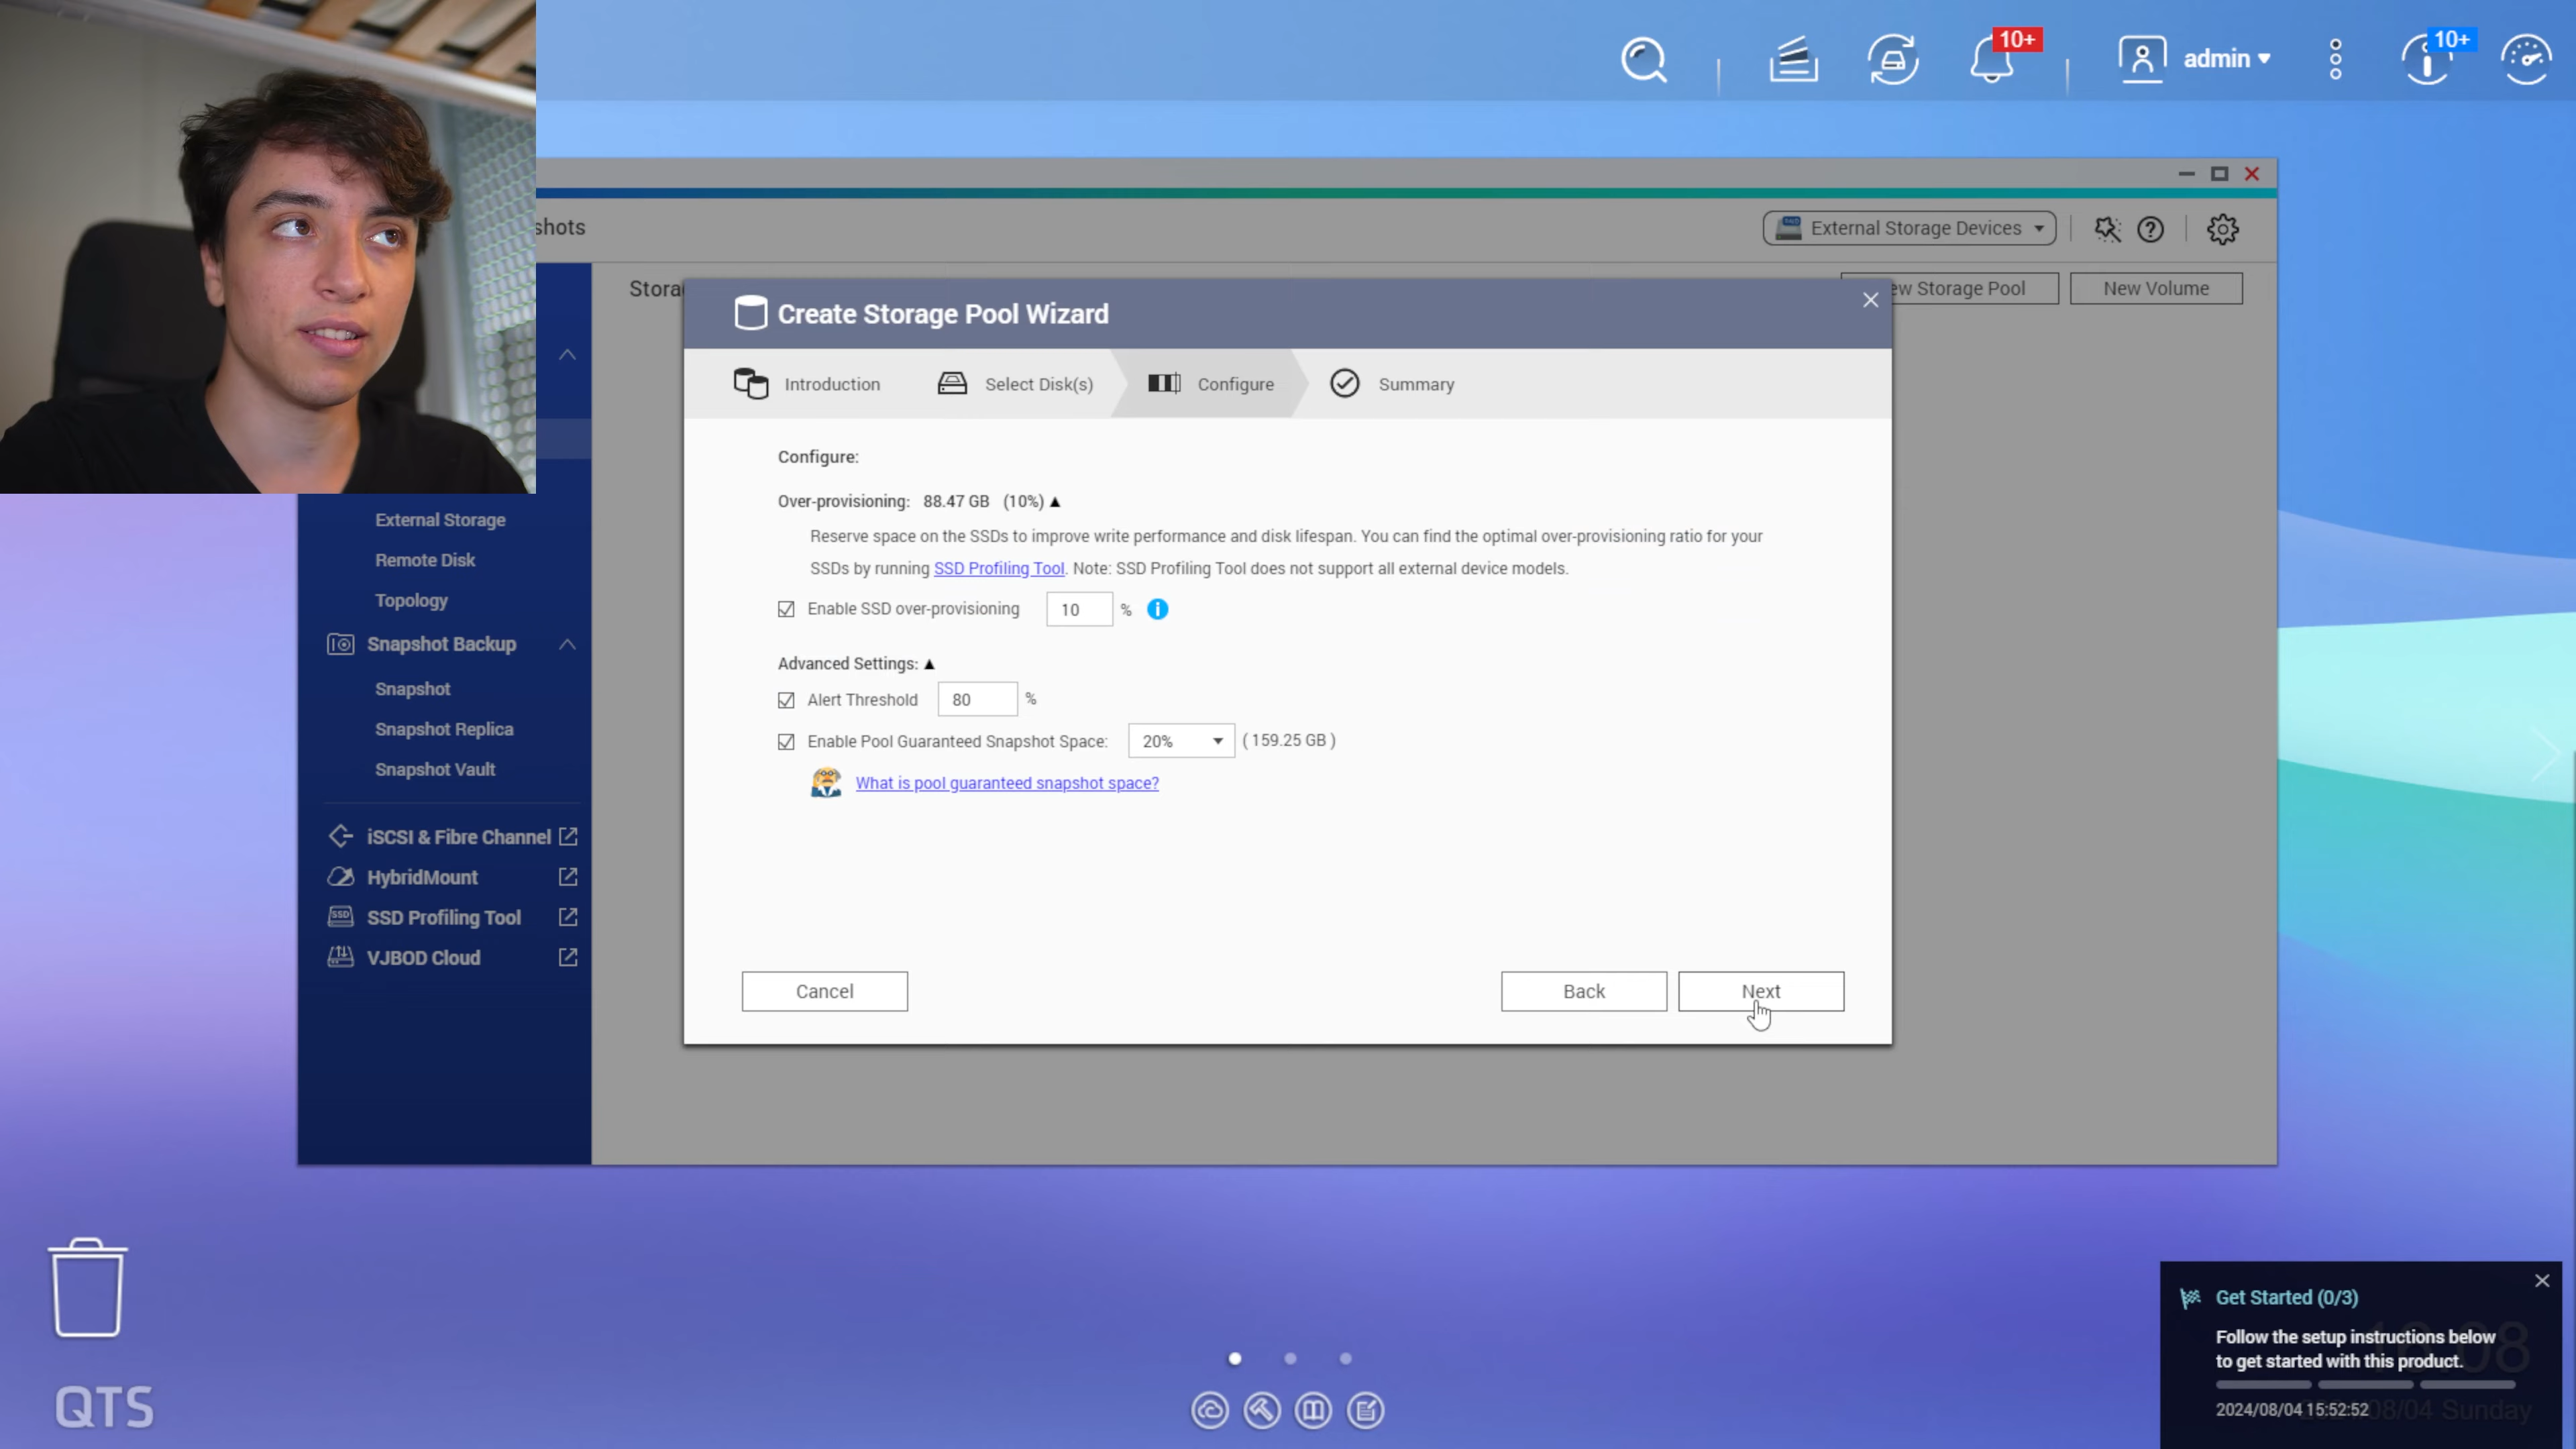 10+
admin
10+
shots
External Storage Devices
Stora
ew Storage Pool
New Volume
Create Storage Pool Wizard
Introduction
Select Disk(s)
Configure
Summary
Configure:
Over-provisioning: 88.47 GB (10%)
Reserve space on the SSDs to improve write performance and disk lifespan. You can find the optimal over-provisioning ratio for your
SSDs by running SSD Profiling Tool. Note: SSD Profiling Tool does not support all external device models.
Enable SSD over-provisioning 10 %
Advanced Settings:
Alert Threshold 80 %
Enable Pool Guaranteed Snapshot Space: 20% ( 159.25 GB )
What is pool guaranteed snapshot space?
Cancel
Back
Next
External Storage
Remote Disk
Topology
Snapshot Backup
Snapshot
Snapshot Replica
Snapshot Vault
iSCSI & Fibre Channel
HybridMount
SSD Profiling Tool
VJBOD Cloud
QTS
Get Started (0/3)
Follow the setup instructions below
to get started with this product.
2024/08/04 15:52:52
08/04 Sunday